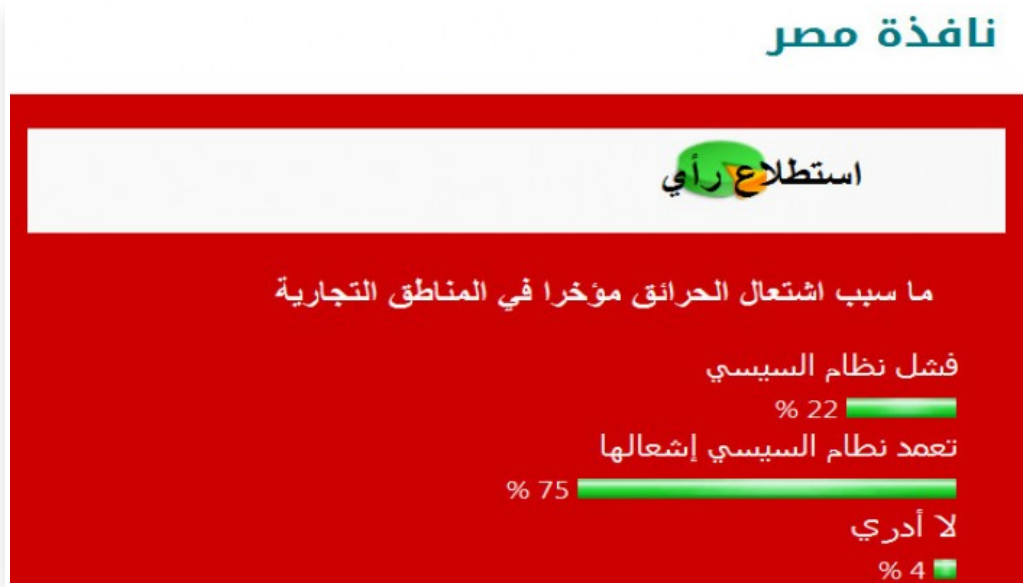 نافذة مصر
استطلاع رأي
ما سبب اشتعال الحرائق مؤخرا في المناطق التجارية
فشل نظام السيسي
22 %
تعمد نطام السيسي إشعالها
75 %
لا أدري
4 %